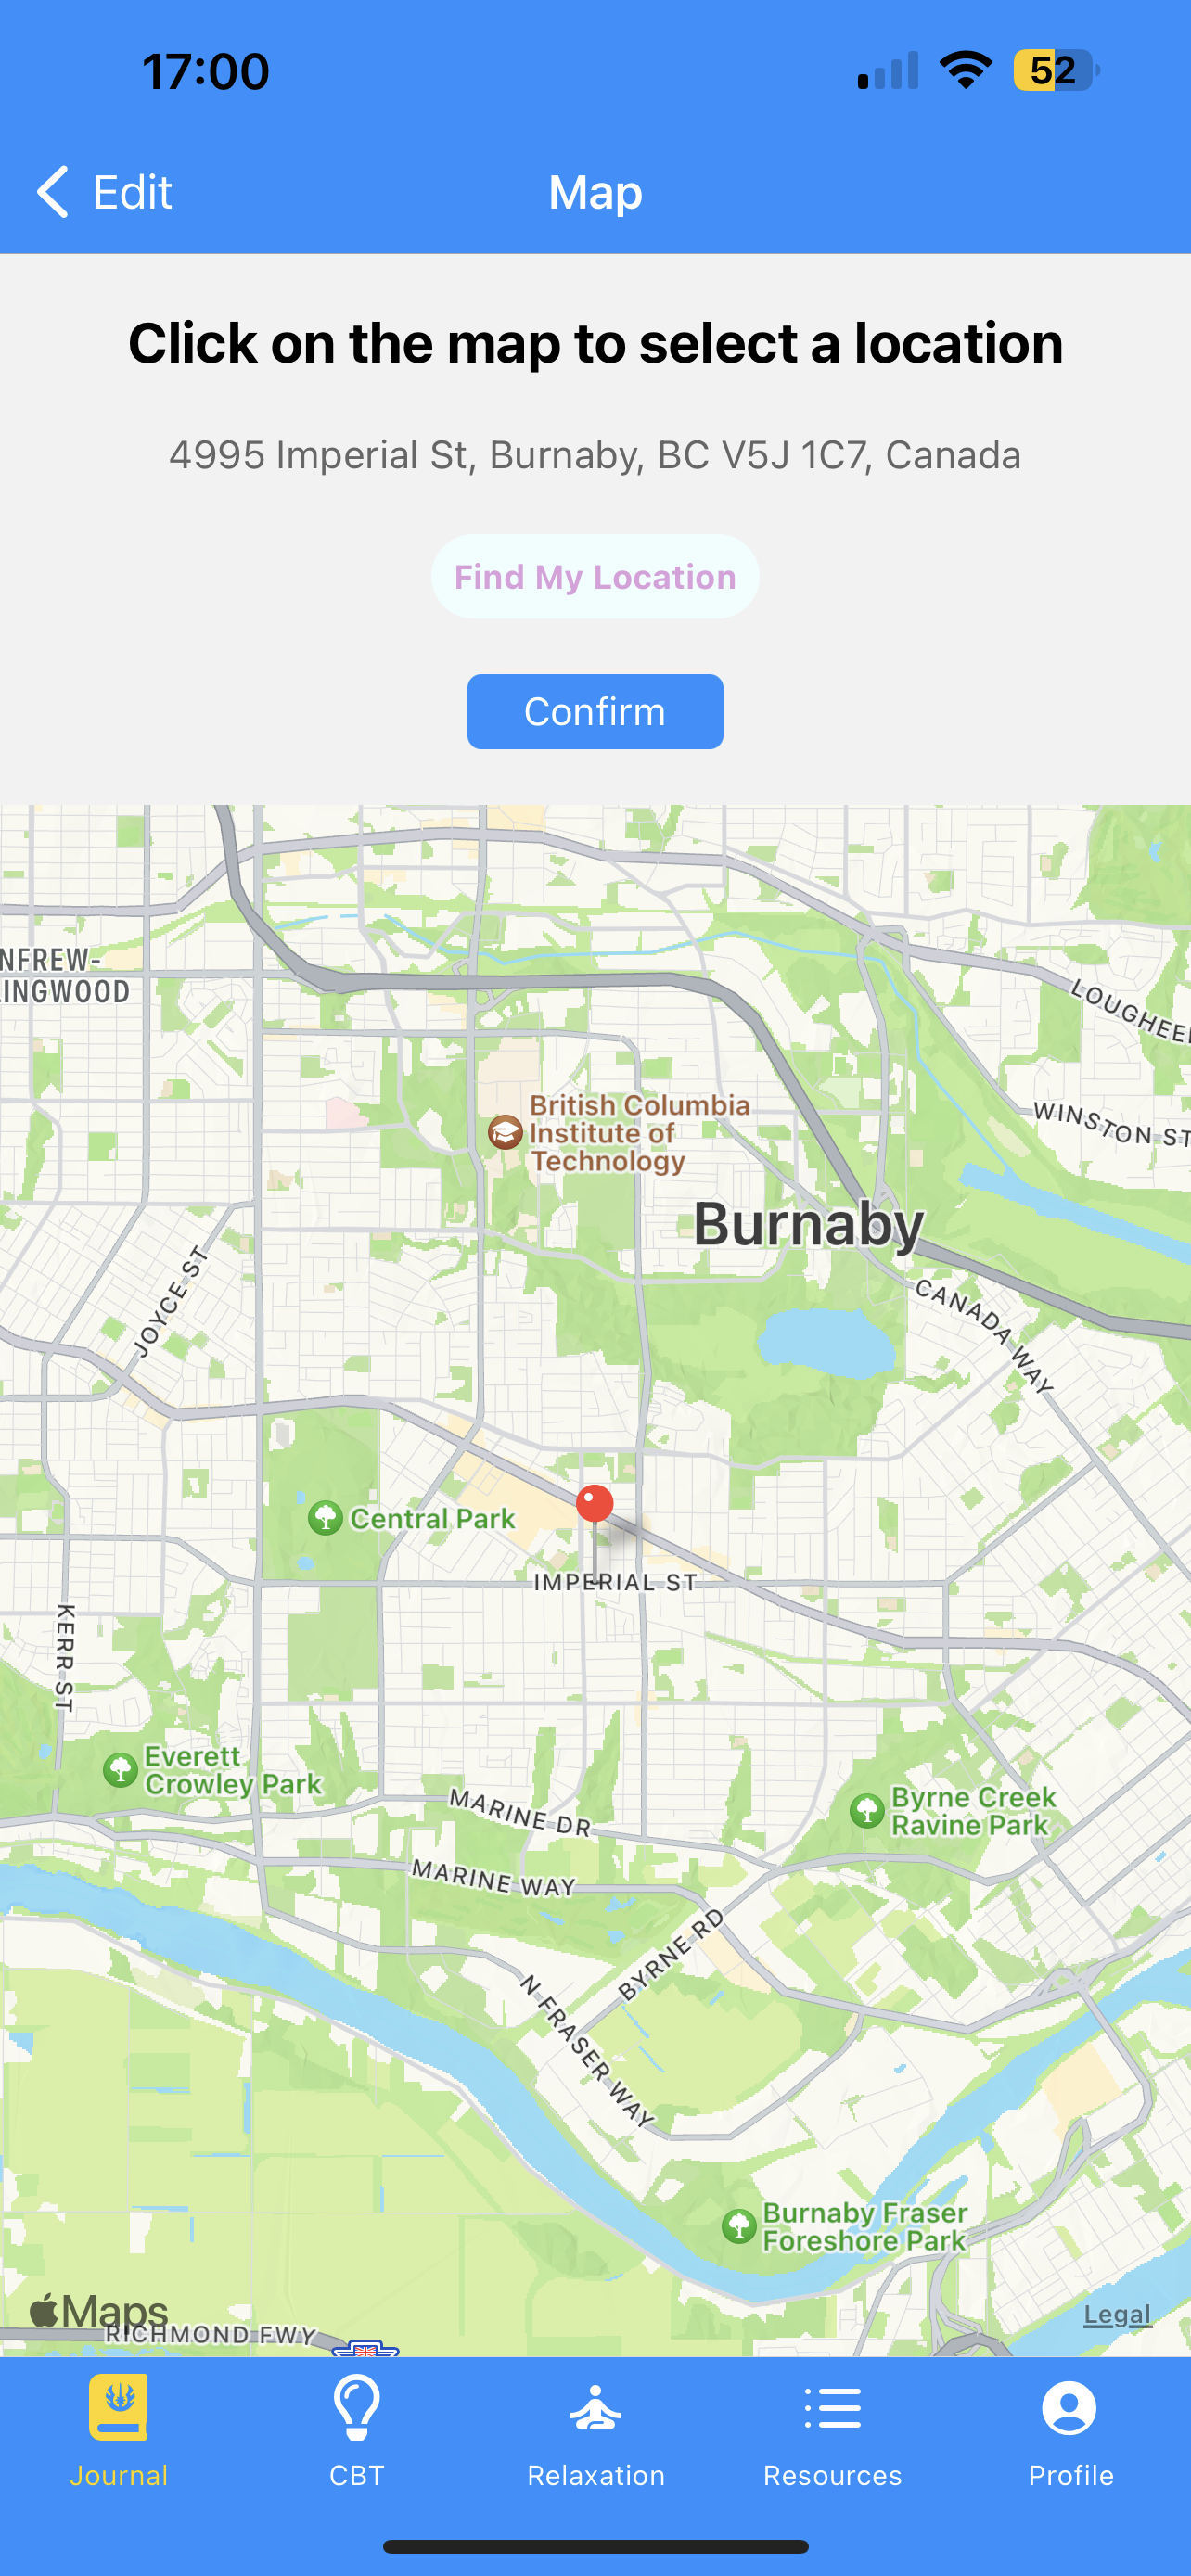 17:00
52
Edit
Map
Click on the map to select a location
4995 Imperial St, Burnaby, BC V5J 1C7, Canada
Find My Location
Confirm
NFREW-
LINGWOOD
LOUGHEE
British Columbia
Institute of
Technology
WINSTON ST
Burnaby
JOYCE ST
CANADA WAY
Central Park
IMPERIAL ST
KERR ST
Everett
Crowley Park
MARINE DR
Byrne Creek
Ravine Park
MARINE WAY
BYRNE RD
N FRASER WAY
Burnaby Fraser
Foreshore Park
Maps
Legal
RICHMOND FWY
Journal
CBT
Relaxation
Resources
Profile